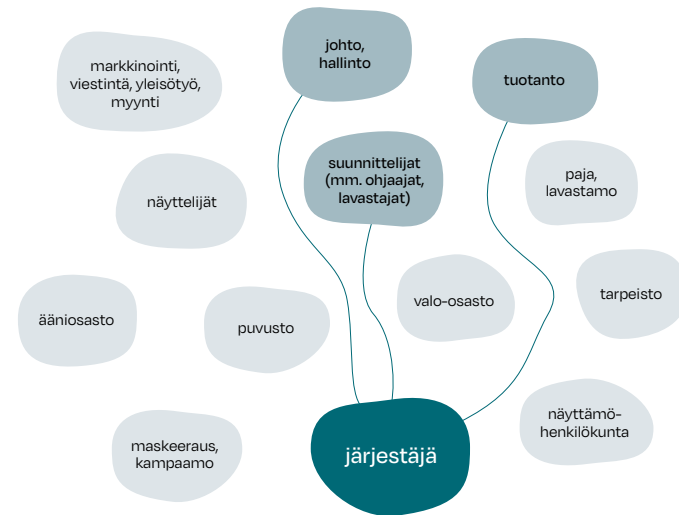 markkinointi,
viestintä, yleisötyö,
myynti
johto,
hallinto
tuotanto
suunnittelijat
(mm. ohjaajat,
lavastajat)
paja,
lavastamo
näyttelijät
valo-osasto
tarpeisto
ääniosasto
puvusto
näyttämö-
henkilökunta
maskeeraus,
kampaamo
järjestäjä